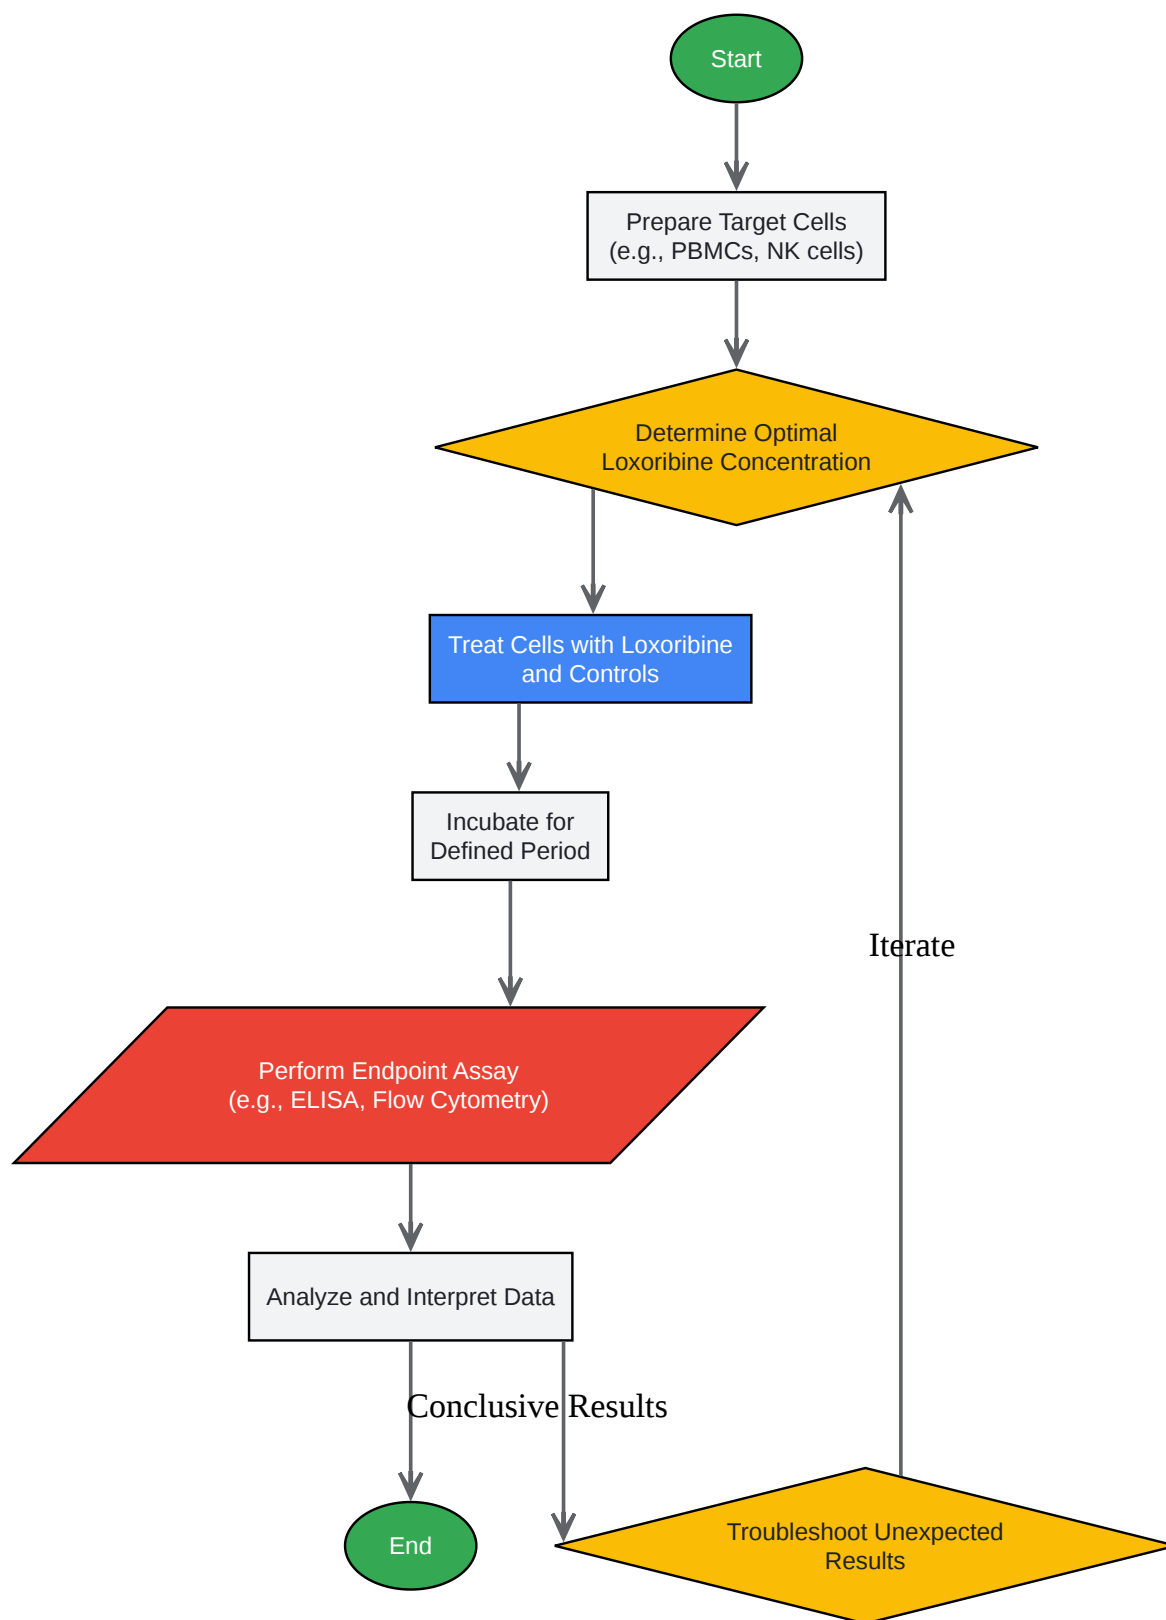 Start
Prepare Target Cells
(e.g., PBMCs, NK cells)
Determine Optimal
Loxoribine Concentration
Treat Cells with Loxoribine
and Controls
Incubate for
Defined Period
Iterate
Perform Endpoint Assay
(e.g., ELISA, Flow Cytometry)
Analyze and Interpret Data
Conclusive Results
End
Troubleshoot Unexpected
Results